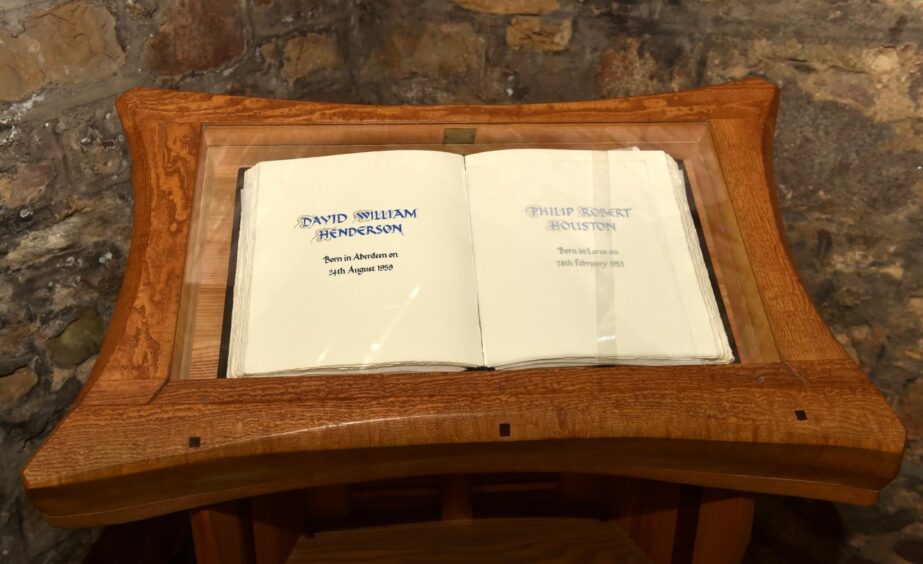 DAVID WILLIAM
HENDERSON
Born in Aberdeen on
24th August 1959
PHILIP ROBERT
HOUSTON
Born in Larne on
28th February 1953